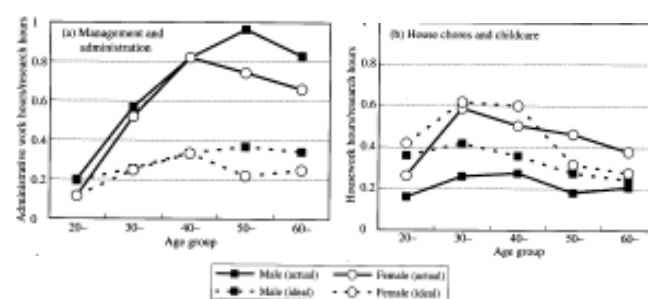 (a) Management and
administration
Administrative work hours/research hours
1
0.8
0.6
0.4
0.2
0
20– 30– 40– 50– 60–
Age group
(b) House chores and childcare
Housework hours/research hours
1
0.8
0.6
0.4
0.2
0
20– 30– 40– 50– 60–
Age group
Male (actual) Female (actual)
Male (ideal) Female (ideal)